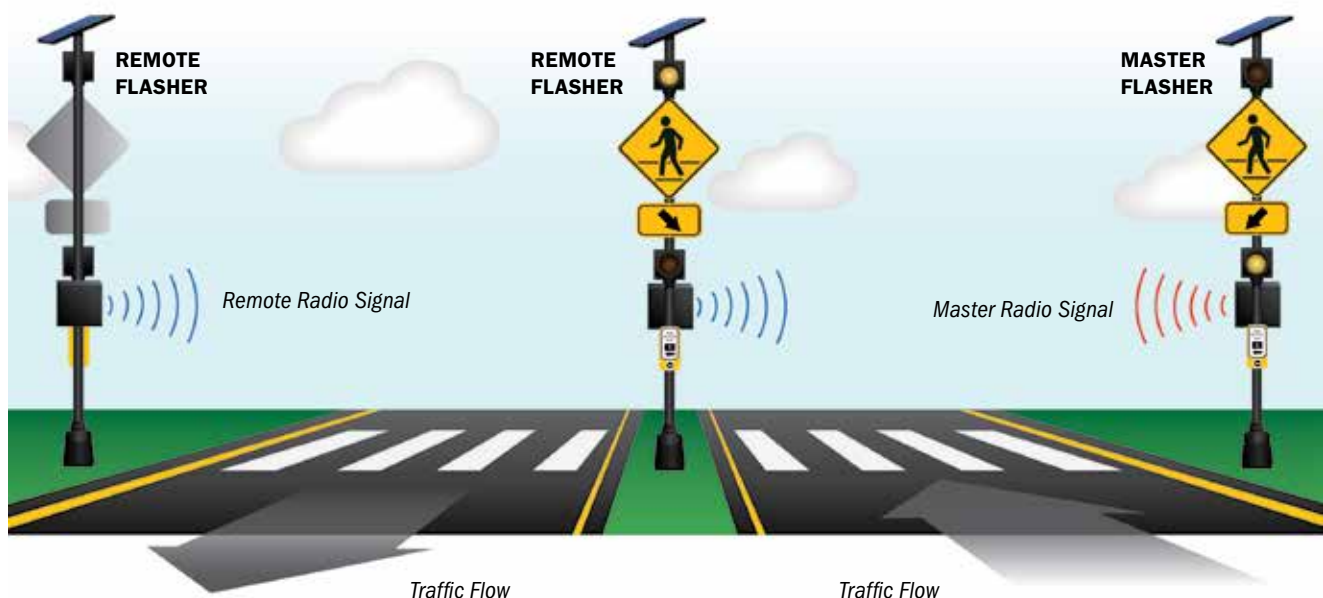 REMOTE
FLASHER
REMOTE
FLASHER
MASTER
FLASHER
Remote Radio Signal
Master Radio Signal
Traffic Flow
Traffic Flow